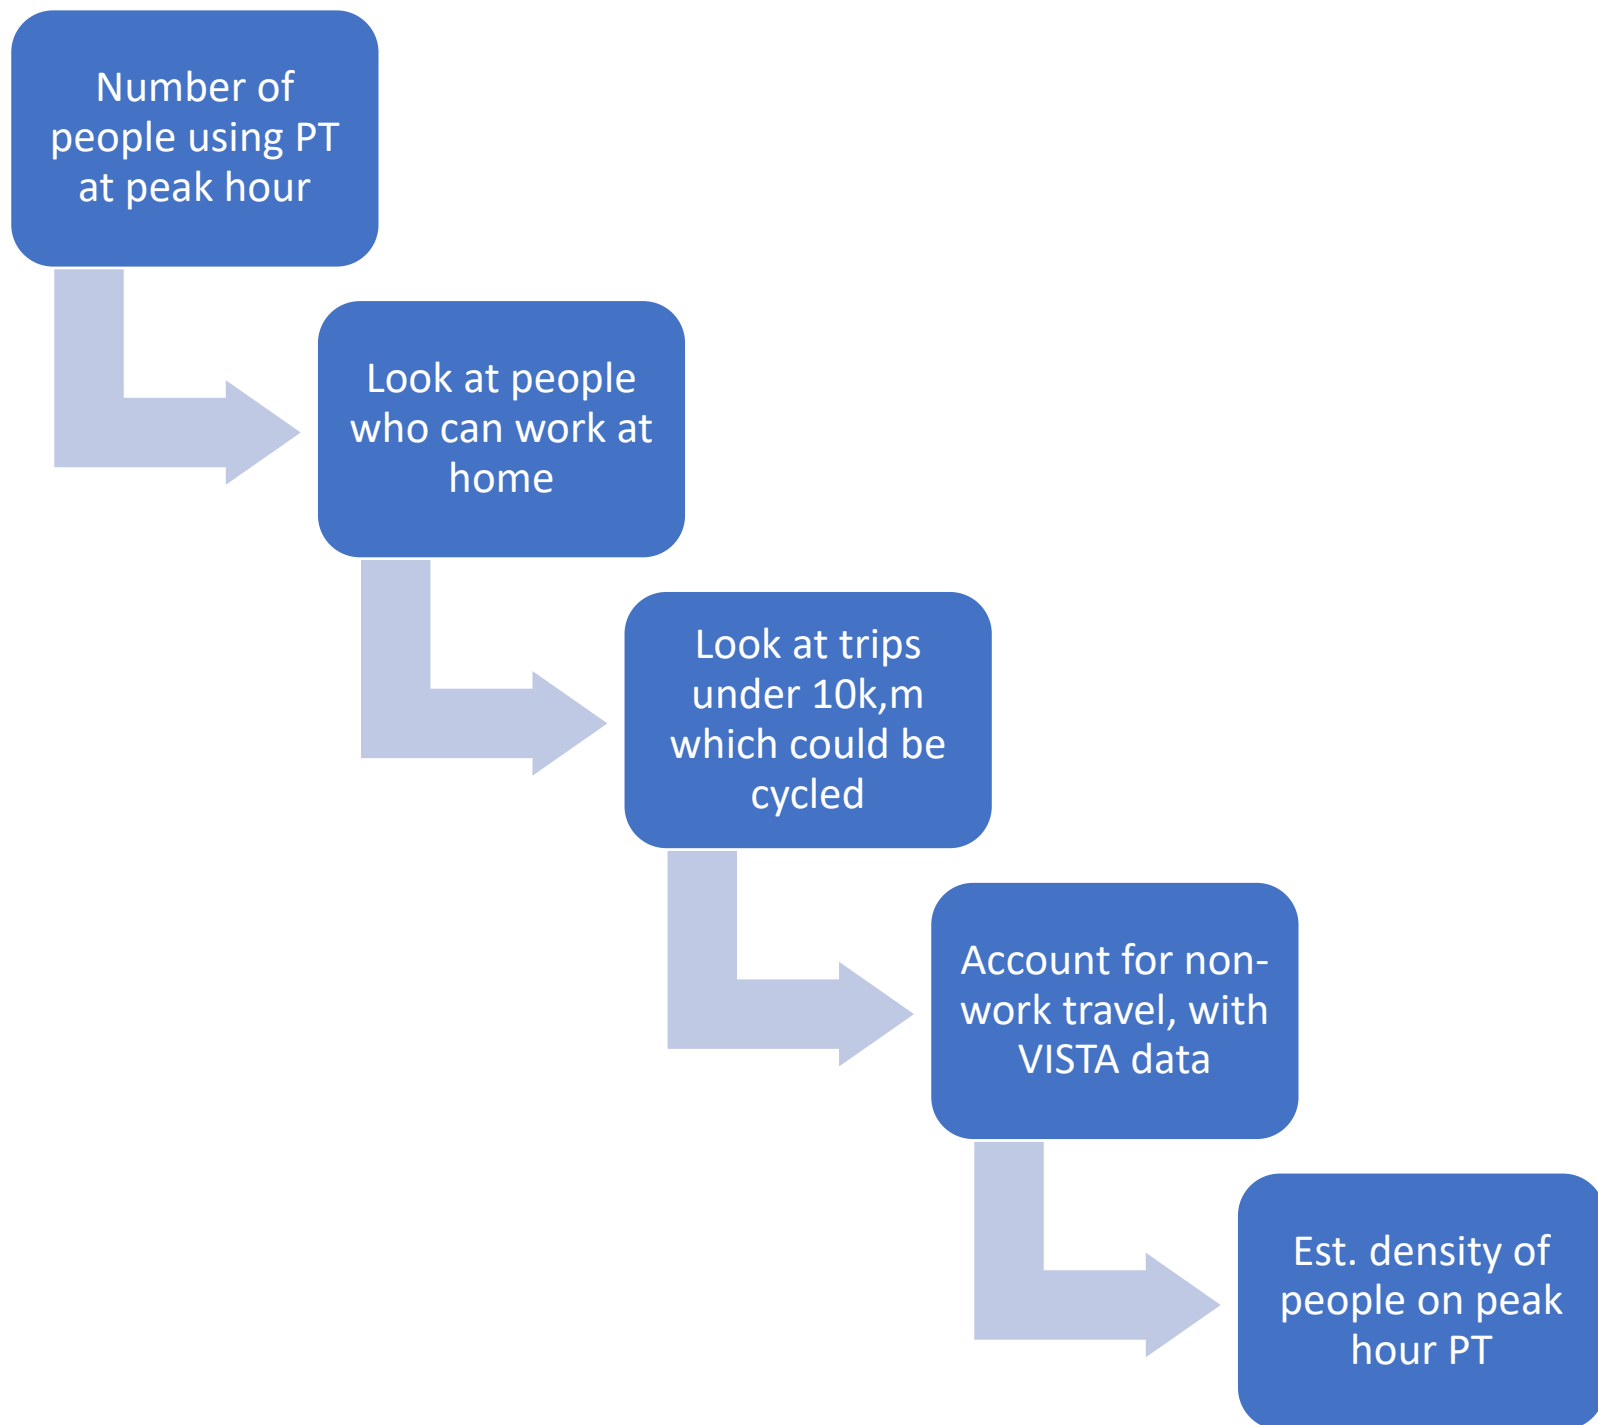 Number of
people using PT
at peak hour
Look at people
who can work at
home
Look at trips
under 10k,m
which could be
cycled
Account for non-
work travel, with
VISTA data
Est. density of
people on peak
hour PT